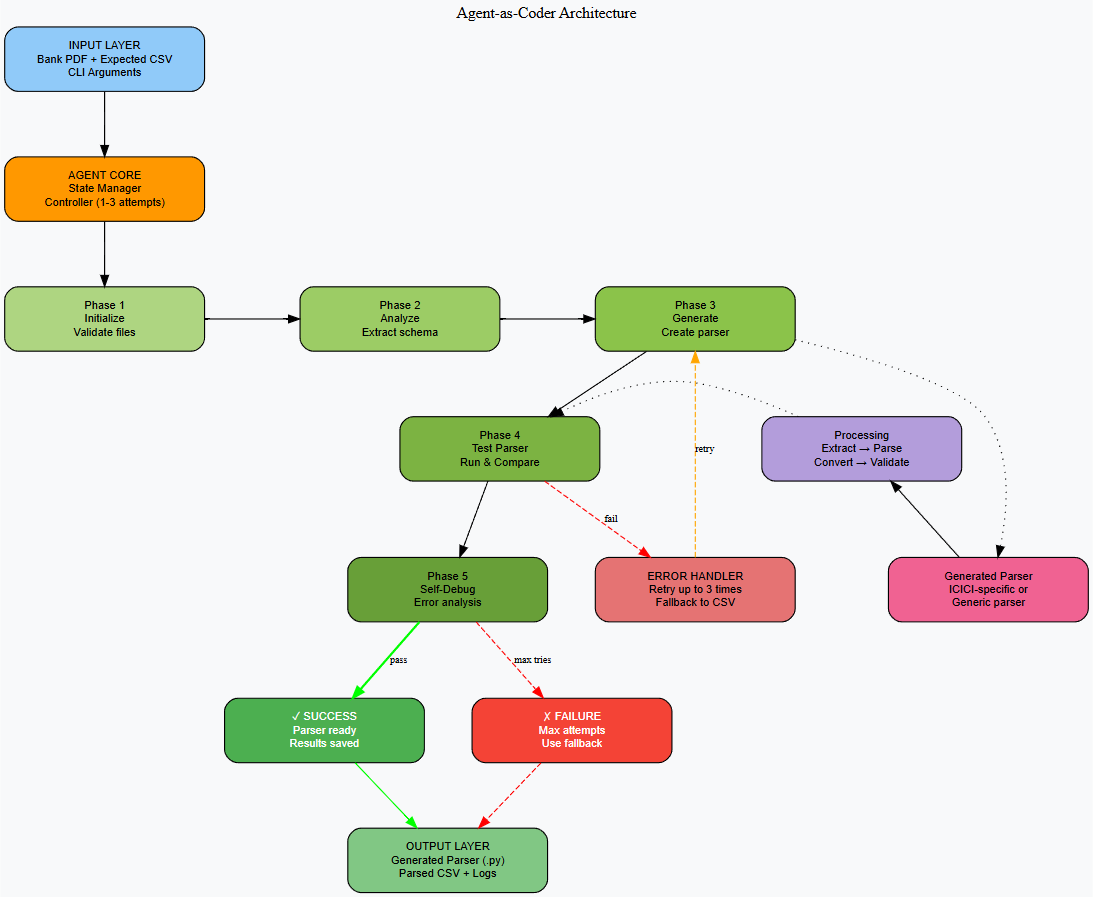 Agent-as-Coder Architecture
INPUT LAYER
Bank PDF + Expected CSV
CLI Arguments
AGENT CORE
State Manager
Controller (1-3 attempts)
Phase 1
Initialize
Validate files
Phase 2
Analyze
Extract schema
Phase 3
Generate
Create parser
Phase 4
Test Parser
Run & Compare
retry
Processing
Extract → Parse
Convert → Validate
fail
Phase 5
Self-Debug
Error analysis
ERROR HANDLER
Retry up to 3 times
Fallback to CSV
Generated Parser
ICICI-specific or
Generic parser
pass
max tries
✓ SUCCESS
Parser ready
Results saved
✗ FAILURE
Max attempts
Use fallback
OUTPUT LAYER
Generated Parser (.py)
Parsed CSV + Logs